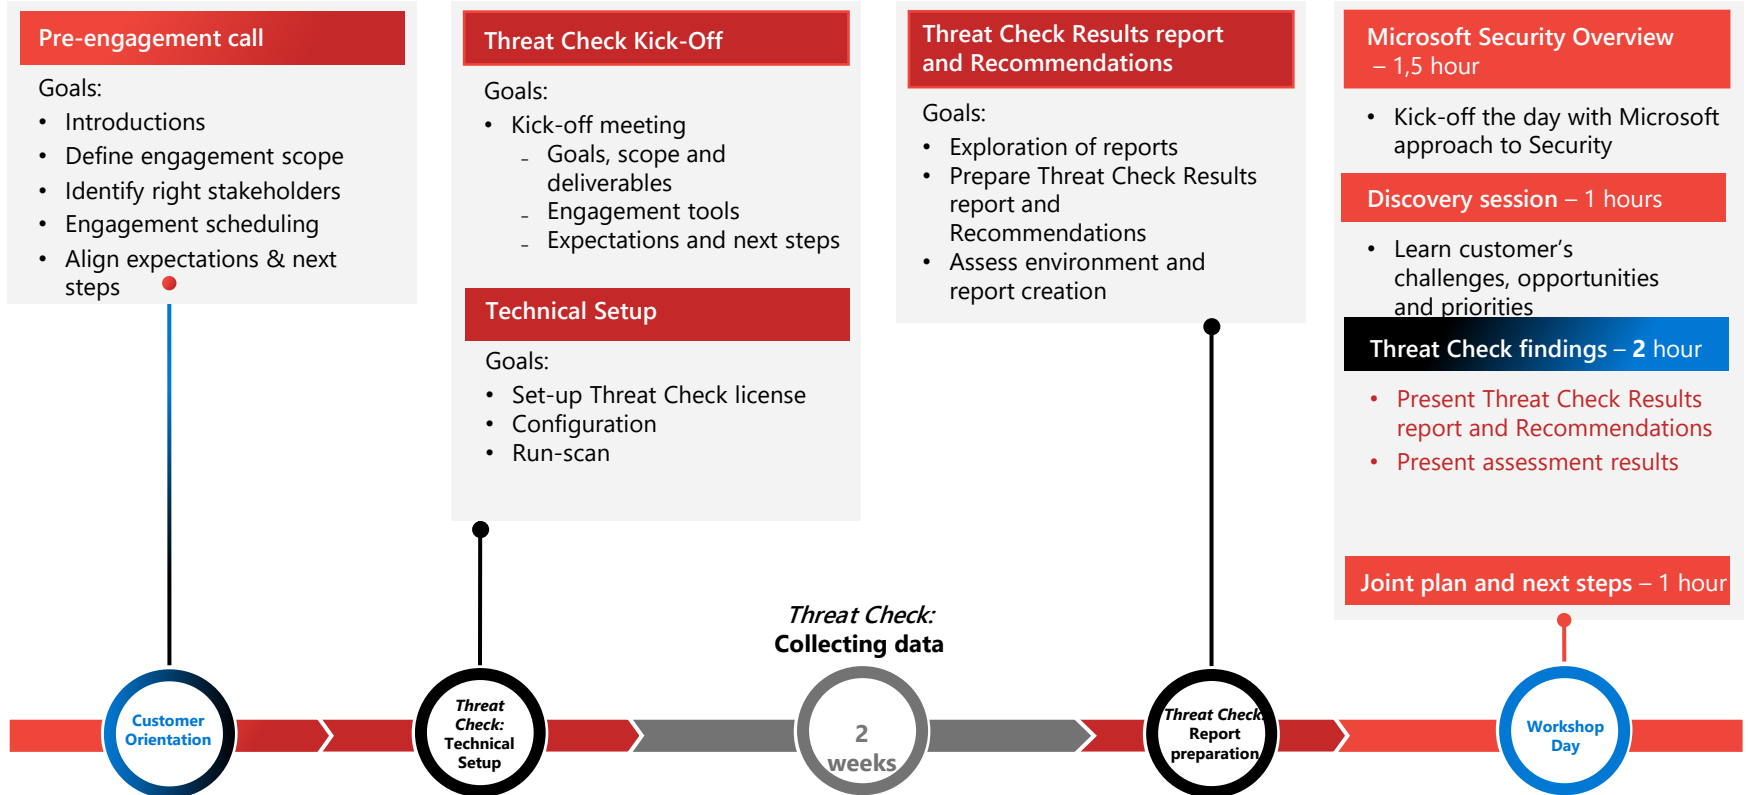 Pre-engagement call
Goals:
• Introductions
• Define engagement scope
• Identify right stakeholders
• Engagement scheduling
• Align expectations & next
steps
Threat Check Kick-Off
Goals:
• Kick-off meeting
- Goals, scope and
deliverables
- Engagement tools
- Expectations and next steps
Technical Setup
Goals:
• Set-up Threat Check license
• Configuration
• Run-scan
Threat Check Results report
and Recommendations
Goals:
• Exploration of reports
• Prepare Threat Check Results
report and
Recommendations
• Assess environment and
report creation
Microsoft Security Overview
– 1,5 hour
• Kick-off the day with Microsoft
approach to Security
Discovery session – 1 hours
• Learn customer’s
challenges, opportunities
and priorities
Threat Check findings – 2 hour
• Present Threat Check Results
report and Recommendations
• Present assessment results
Joint plan and next steps – 1 hour
Threat Check:
Collecting data
Customer
Orientation
Threat
Check:
Technical
Setup
2
weeks
Threat Check:
Report
preparation
Workshop
Day